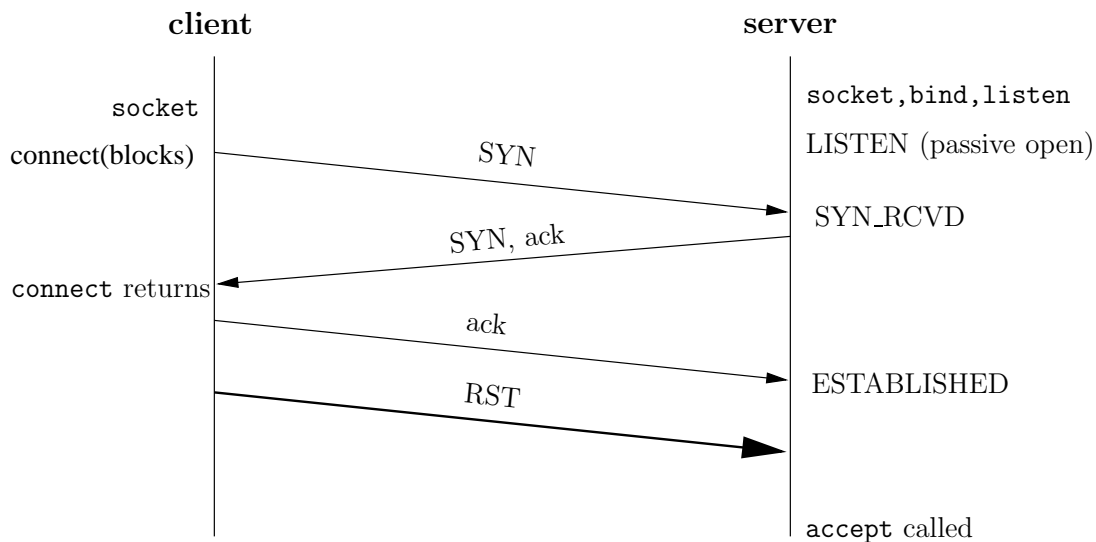 client
server
socket
socket,bind,listen
connect(blocks)
LISTEN (passive open)
SYN
SYN_RCVD
SYN, ack
connect returns
ack
ESTABLISHED
RST
accept called